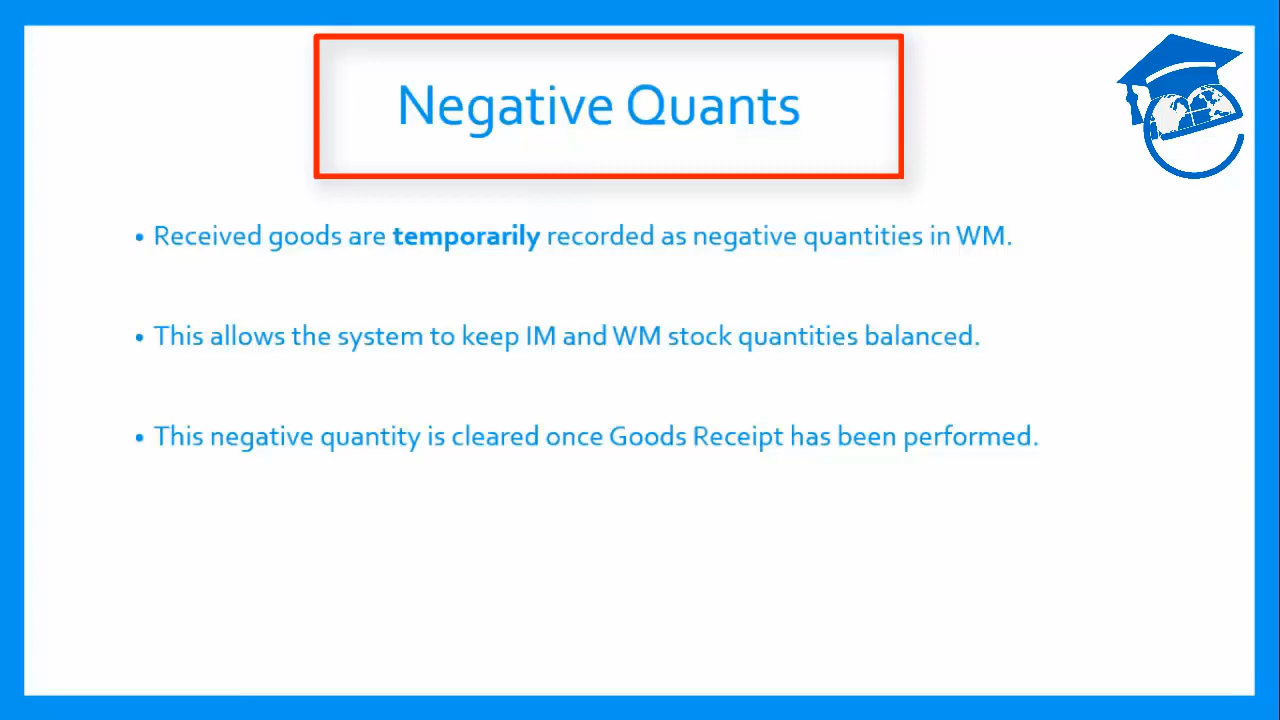 Negative Quants
• Received goods are temporarily recorded as negative quantities in WM.
• This allows the system to keep IM and WM stock quantities balanced.
• This negative quantity is cleared once Goods Receipt has been performed.